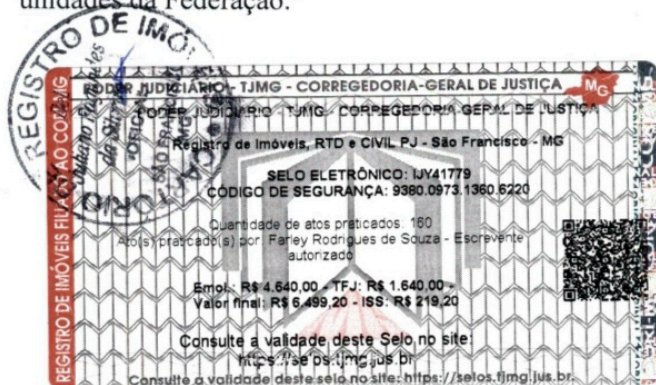 unidades da Federação.
REGISTRO DE IMÓ
CARTÓRIO
PODER JUDICIÁRIO - TJMG - CORREGEDORIA-GERAL DE JUSTIÇA
MG
PODER JUDICIÁRIO - TJMG - CORREGEDORIA-GERAL DE JUSTIÇA
Registro de Imóveis, RTD e CIVIL PJ - São Francisco - MG
SELO ELETRÔNICO: IJY41779
CÓDIGO DE SEGURANÇA: 9380.0973.1360.6220
Quantidade de atos praticados: 160
Ato(s) praticado(s) por: Farley Rodrigues de Souza - Escrevente
autorizado
Emol.: R$ 4.640,00 - TFJ: R$ 1.640,00 -
Valor final: R$ 6.499,20 - ISS: R$ 219,20
Consulte a validade deste Selo no site:
https://selos.tjmg.jus.br
Consulte a validade deste selo no site: https://selos.tjmg.jus.br.
REGISTRO DE IMÓVEIS FILIADO AO